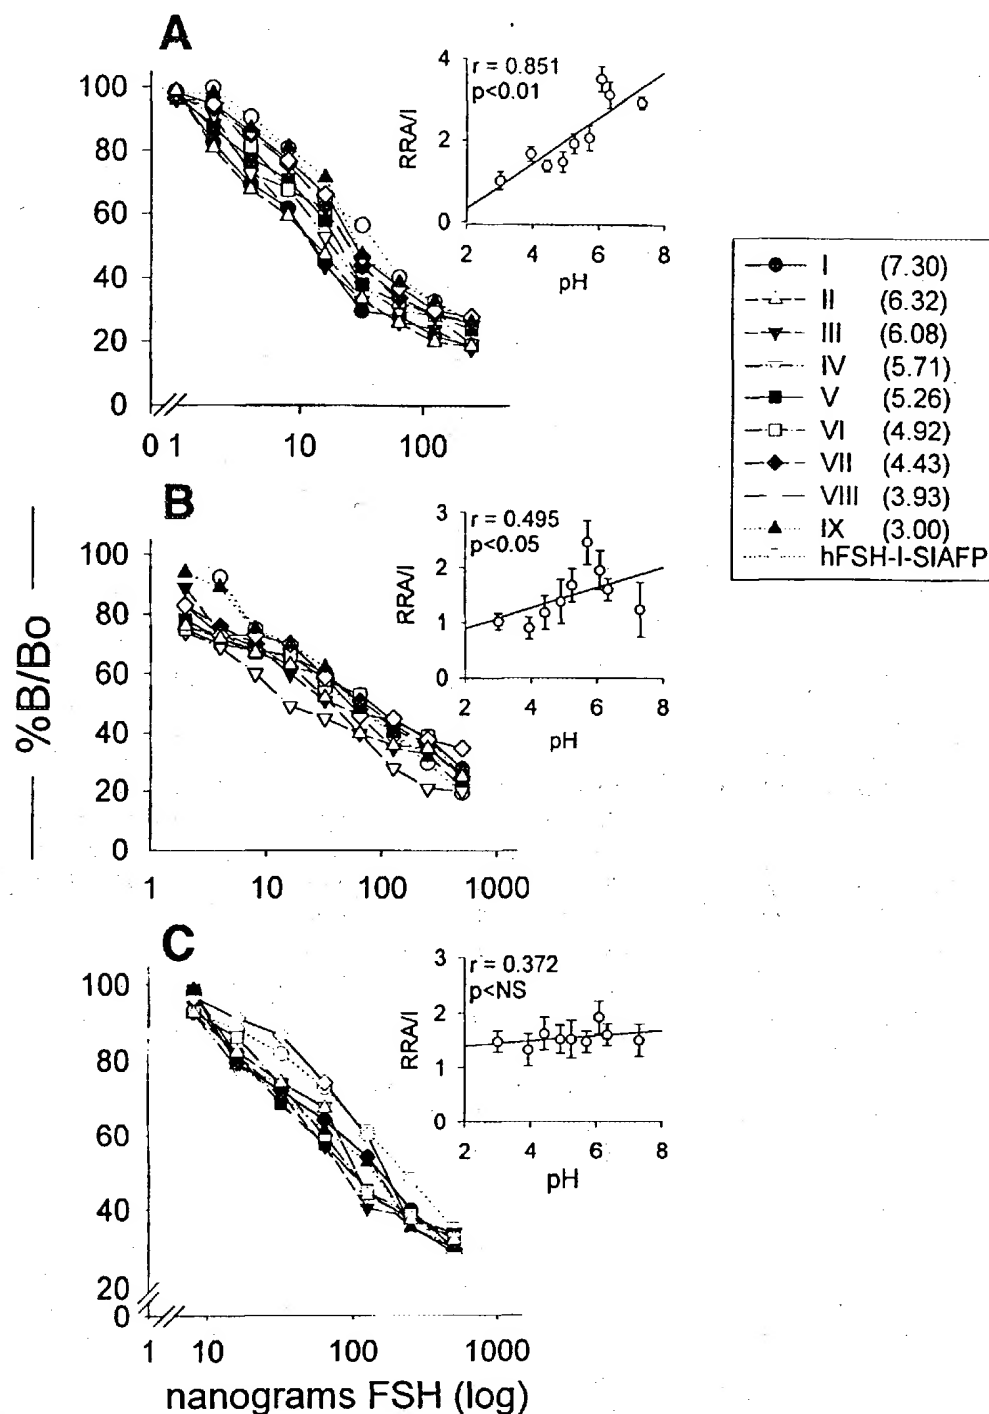 A
100
80
60
40
20
0
0 1 10 100
4
2
0
RRA/I
r = 0.851
p<0.01
2 4 6 8
pH
I (7.30)
II (6.32)
III (6.08)
IV (5.71)
V (5.26)
VI (4.92)
VII (4.43)
VIII (3.93)
IX (3.00)
hFSH-I-SIAFP
%B/Bo
B
100
80
60
40
20
0
1 10 100 1000
3
2
1
0
RRA/I
r = 0.495
p<0.05
2 4 6 8
pH
C
100
80
60
40
20
0
1 10 100 1000
3
2
1
0
RRA/I
r = 0.372
p<NS
2 4 6 8
pH
nanograms FSH (log)